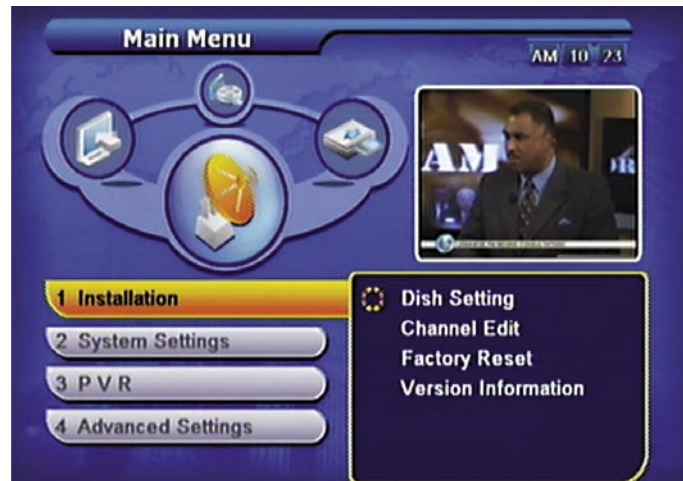 Main Menu
AM 10 23
AM
1 Installation
2 System Settings
3 P V R
4 Advanced Settings
Dish Setting
Channel Edit
Factory Reset
Version Information